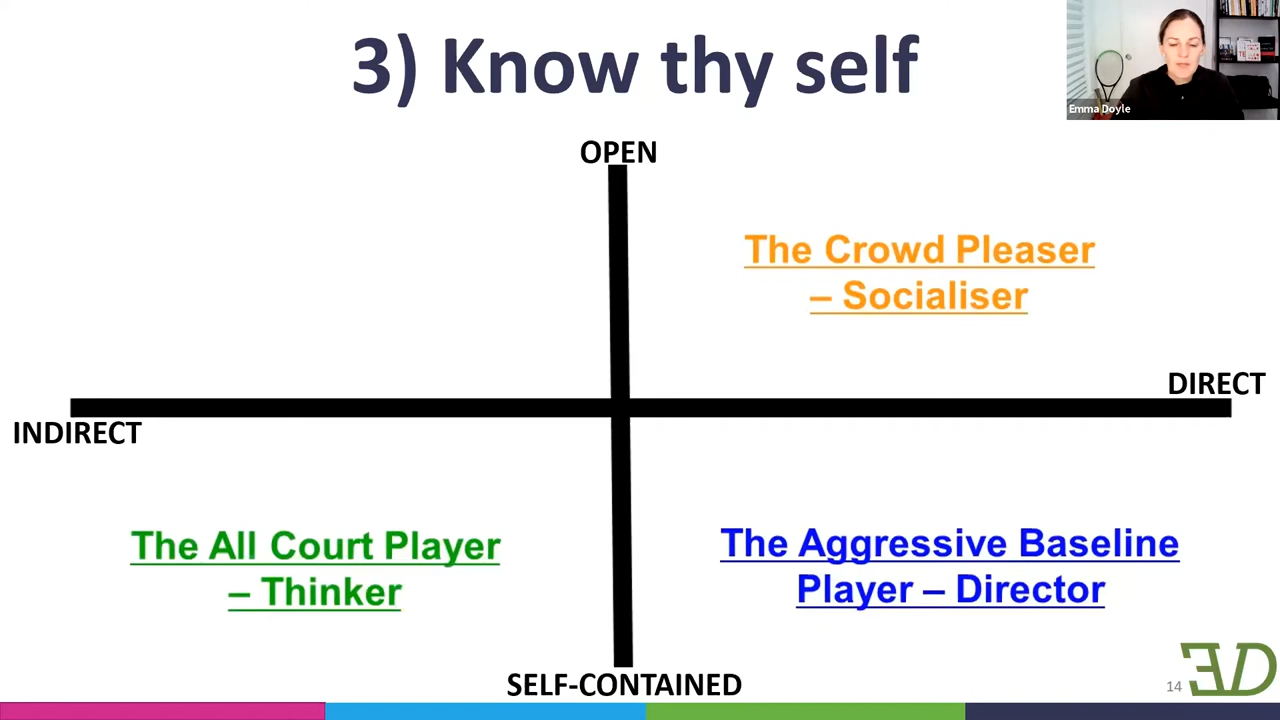 3) Know thy self
Emma Doyle
OPEN
The Crowd Pleaser
– Socialiser
DIRECT
INDIRECT
The All Court Player
– Thinker
The Aggressive Baseline
Player – Director
SELF-CONTAINED
14